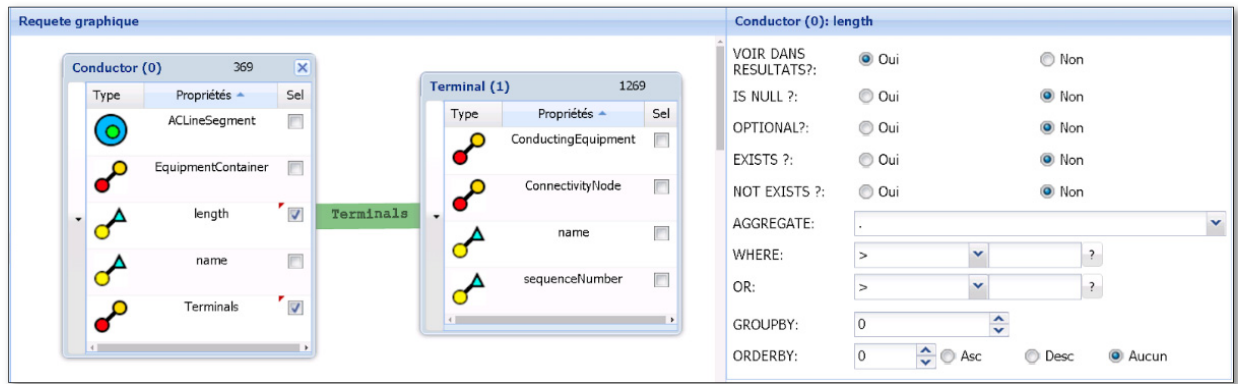 Requete graphique
Conductor (0) 369
Type Propriétés Sel
ACLineSegment
EquipmentContainer
length
name
Terminals
Terminals
Terminal (1) 1269
Type Propriétés Sel
ConductingEquipment
ConnectivityNode
name
sequenceNumber
Conductor (0): length
VOIR DANS
RESULTATS?: Oui Non
IS NULL ?: Oui Non
OPTIONAL?: Oui Non
EXISTS ?: Oui Non
NOT EXISTS ?: Oui Non
AGGREGATE: .
WHERE: > ?
OR: > ?
GROUPBY: 0
ORDERBY: 0 Asc Desc Aucun